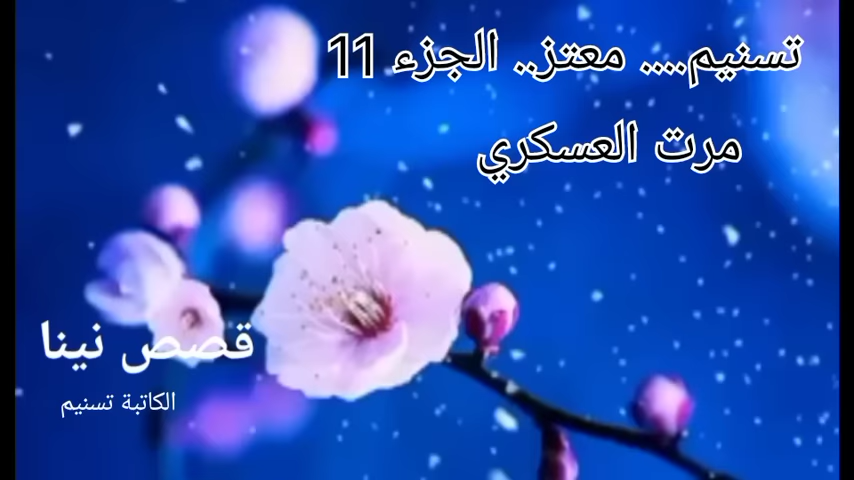 تسنيم.... معتز.. الجزء 11
مرت العسكري
قصص نينا
الكاتبة تسنيم